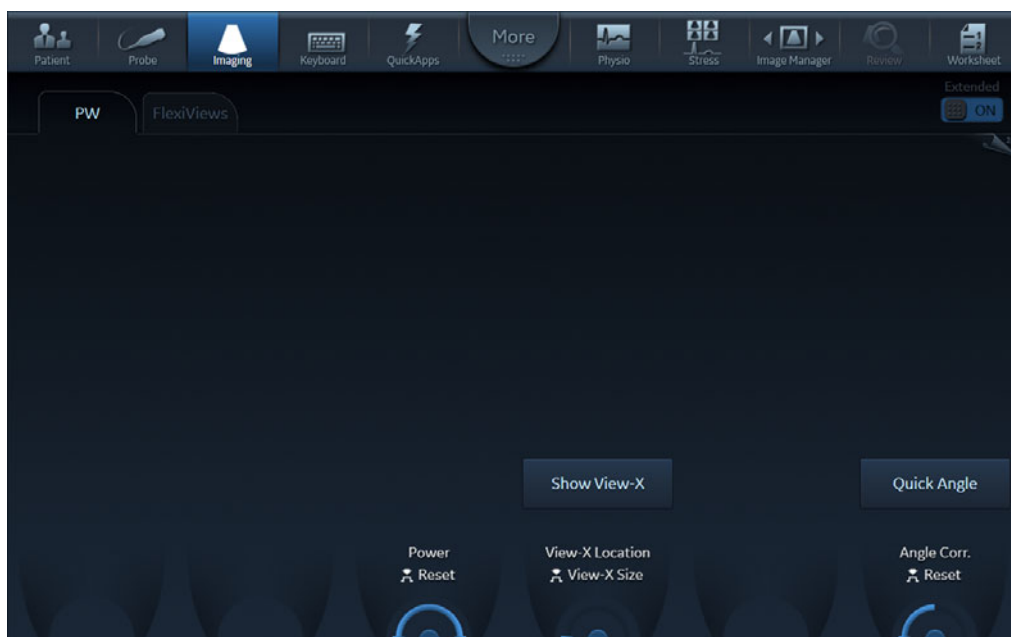 Patient
Probe
Imaging
Keyboard
QuickApps
More
Physio
Stress
Image Manager
Review
Worksheet
Extended
ON
PW
FlexiViews
Show View-X
Quick Angle
Power
Reset
View-X Location
View-X Size
Angle Corr.
Reset